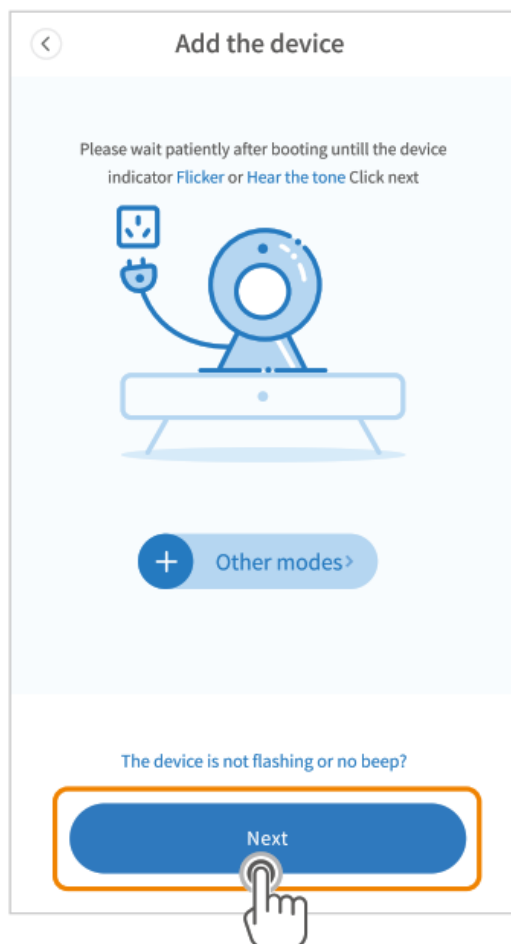 Add the device
Please wait patiently after booting untill the device
indicator Flicker or Hear the tone Click next
Other modes>
The device is not flashing or no beep?
Next